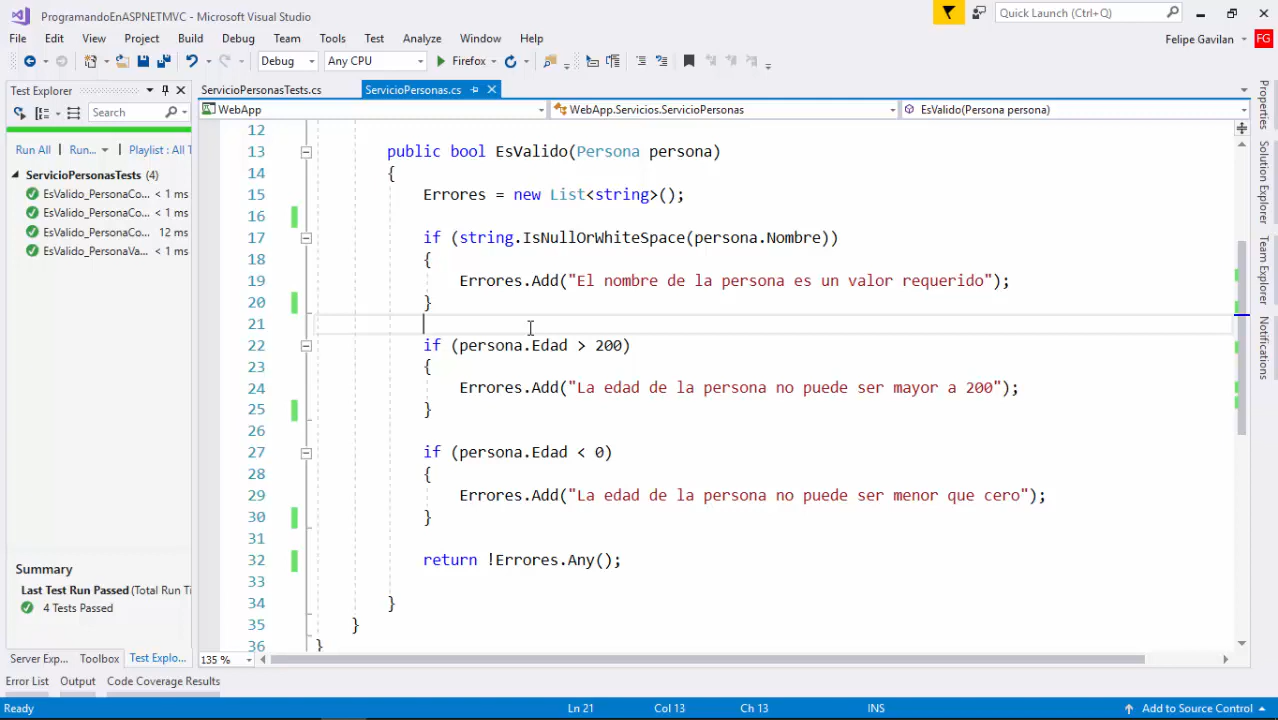 ProgramandoEnASPNETMVC - Microsoft Visual Studio
Quick Launch (Ctrl+Q)
File Edit View Project Build Debug Team Tools Test Analyze Window Help
Felipe Gavilan FG
Debug Any CPU Firefox
Test Explorer
ServicioPersonasTests.cs ServicioPersonas.cs
Search
WebApp WebApp.Servicios.ServicioPersonas EsValido(Persona persona)
Run All Run... Playlist : All T
ServicioPersonasTests (4)
EsValido_PersonaCo... < 1 ms
EsValido_PersonaCo... < 1 ms
EsValido_PersonaCo... 12 ms
EsValido_PersonaVa... < 1 ms
Summary
Last Test Run Passed (Total Run Ti
4 Tests Passed
12
13 public bool EsValido(Persona persona)
14 {
15 Errores = new List<string>();
16
17 if (string.IsNullOrWhiteSpace(persona.Nombre))
18 {
19 Errores.Add("El nombre de la persona es un valor requerido");
20 }
21
22 if (persona.Edad > 200)
23 {
24 Errores.Add("La edad de la persona no puede ser mayor a 200");
25 }
26
27 if (persona.Edad < 0)
28 {
29 Errores.Add("La edad de la persona no puede ser menor que cero");
30 }
31
32 return !Errores.Any();
33
34 }
35 }
36 }
Properties
Solution Explorer
Team Explorer
Notifications
Server Exp... Toolbox Test Explo...
135 %
Error List Output Code Coverage Results
Ready Ln 21 Col 13 Ch 13 INS Add to Source Control